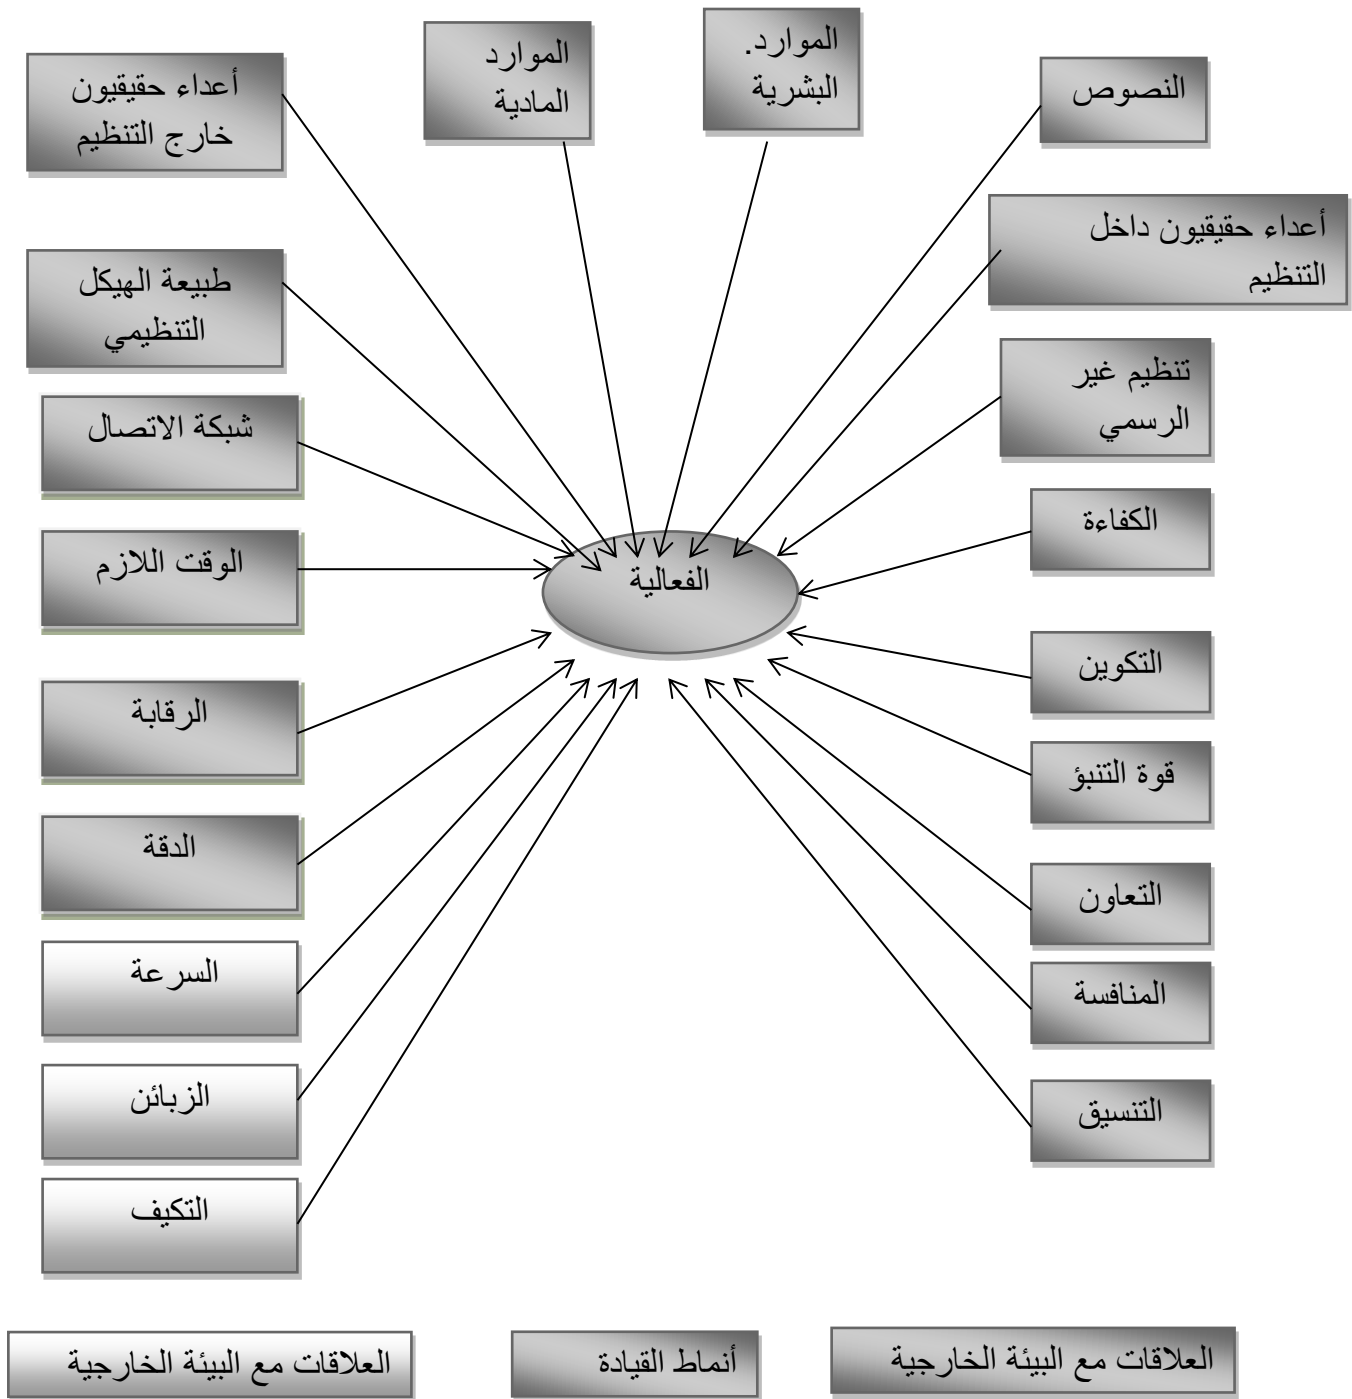 الموارد.
البشرية
الموارد
المادية
النصوص
أعداء حقيقيون
خارج التنظيم
أعداء حقيقيون داخل
التنظيم
طبيعة الهيكل
التنظيمي
تنظيم غير
الرسمي
شبكة الاتصال
الكفاءة
الوقت اللازم
الفعالية
التكوين
الرقابة
قوة التنبؤ
الدقة
التعاون
السرعة
المنافسة
الزبائن
التنسيق
التكيف
العلاقات مع البيئة الخارجية
أنماط القيادة
العلاقات مع البيئة الخارجية